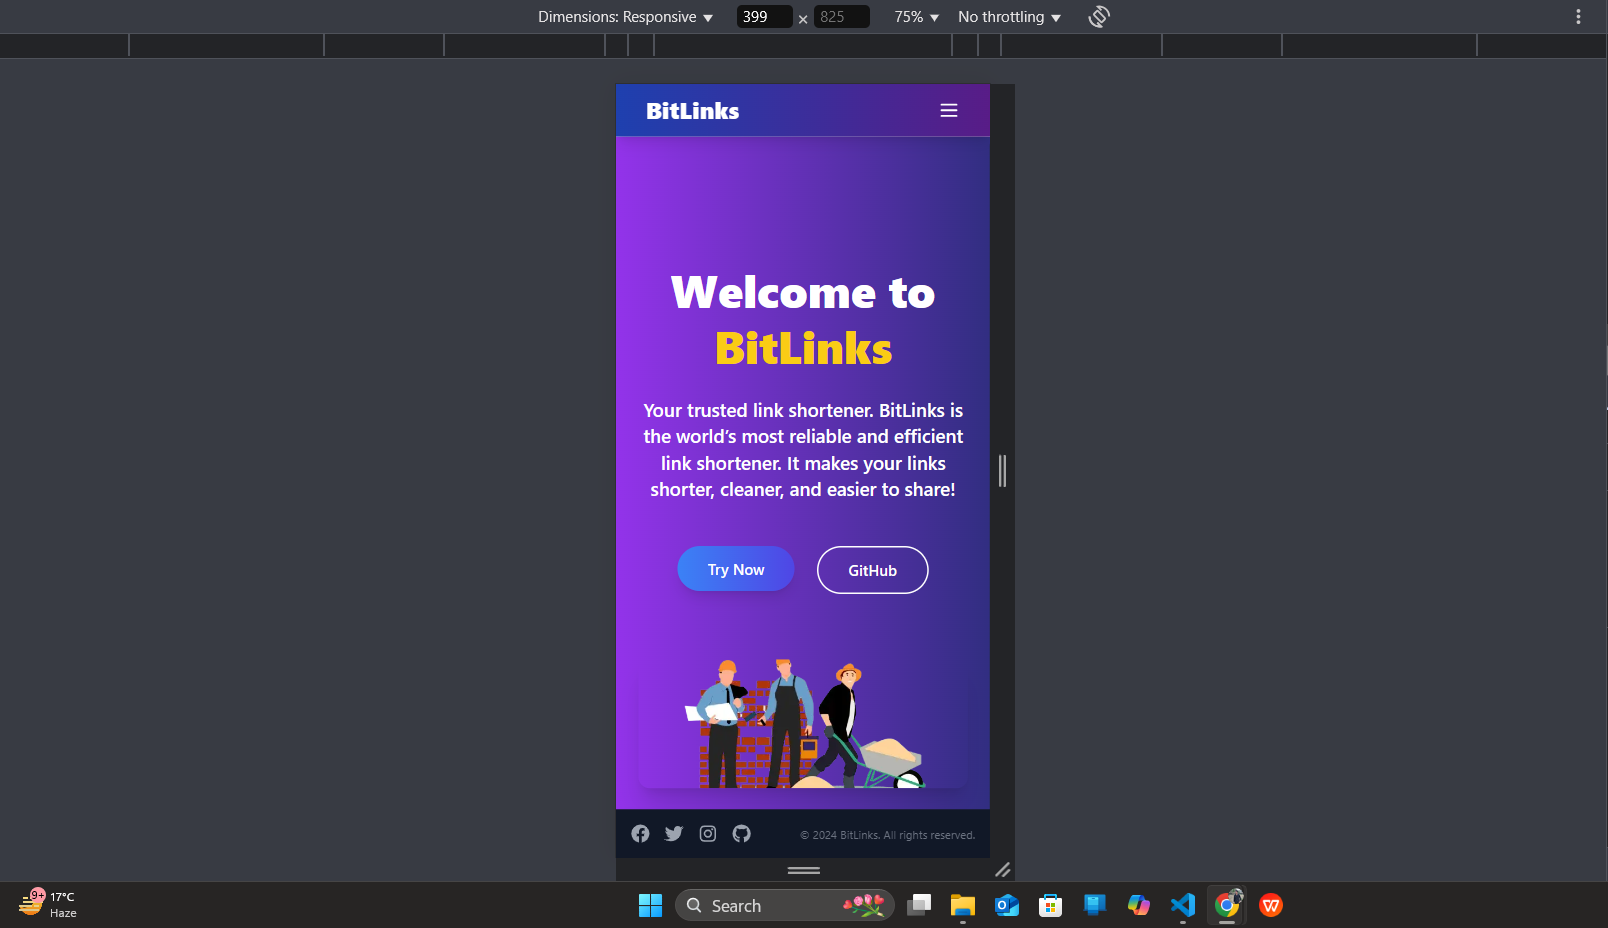 Dimensions: Responsive 399 × 825 75% No throttling
BitLinks
Welcome to
BitLinks
Your trusted link shortener. BitLinks is
the world’s most reliable and efficient
link shortener. It makes your links
shorter, cleaner, and easier to share!
Try Now GitHub
© 2024 BitLinks. All rights reserved.
9+ 17°C
Haze
Search